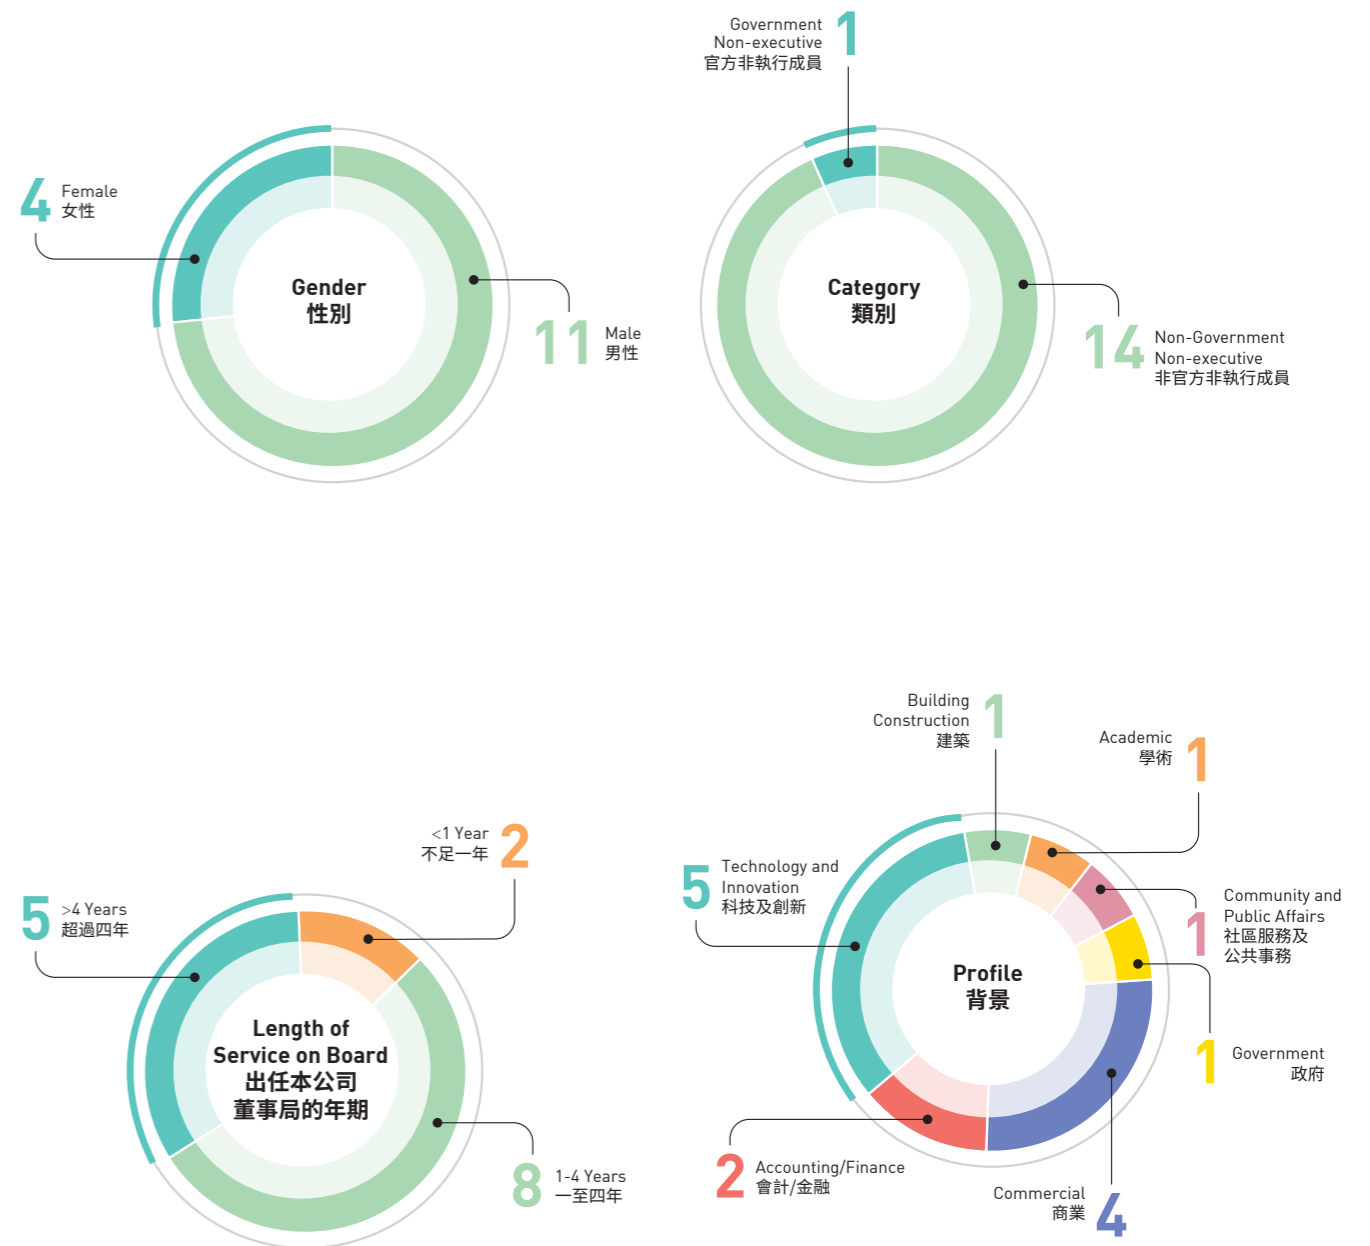 4
Female
女性
Gender
性別
11
Male
男性
Government
Non-executive
官方非執行成員
1
Category
類別
14
Non-Government
Non-executive
非官方非執行成員
<1 Year
不足一年
2
5
>4 Years
超過四年
Length of
Service on Board
出任本公司
董事局的年期
8
1-4 Years
一至四年
Building
Construction
建築
1
Academic
學術
1
5
Technology and
Innovation
科技及創新
1
Community and
Public Affairs
社區服務及
公共事務
Profile
背景
1
Government
政府
2
Accounting/Finance
會計/金融
Commercial
商業
4